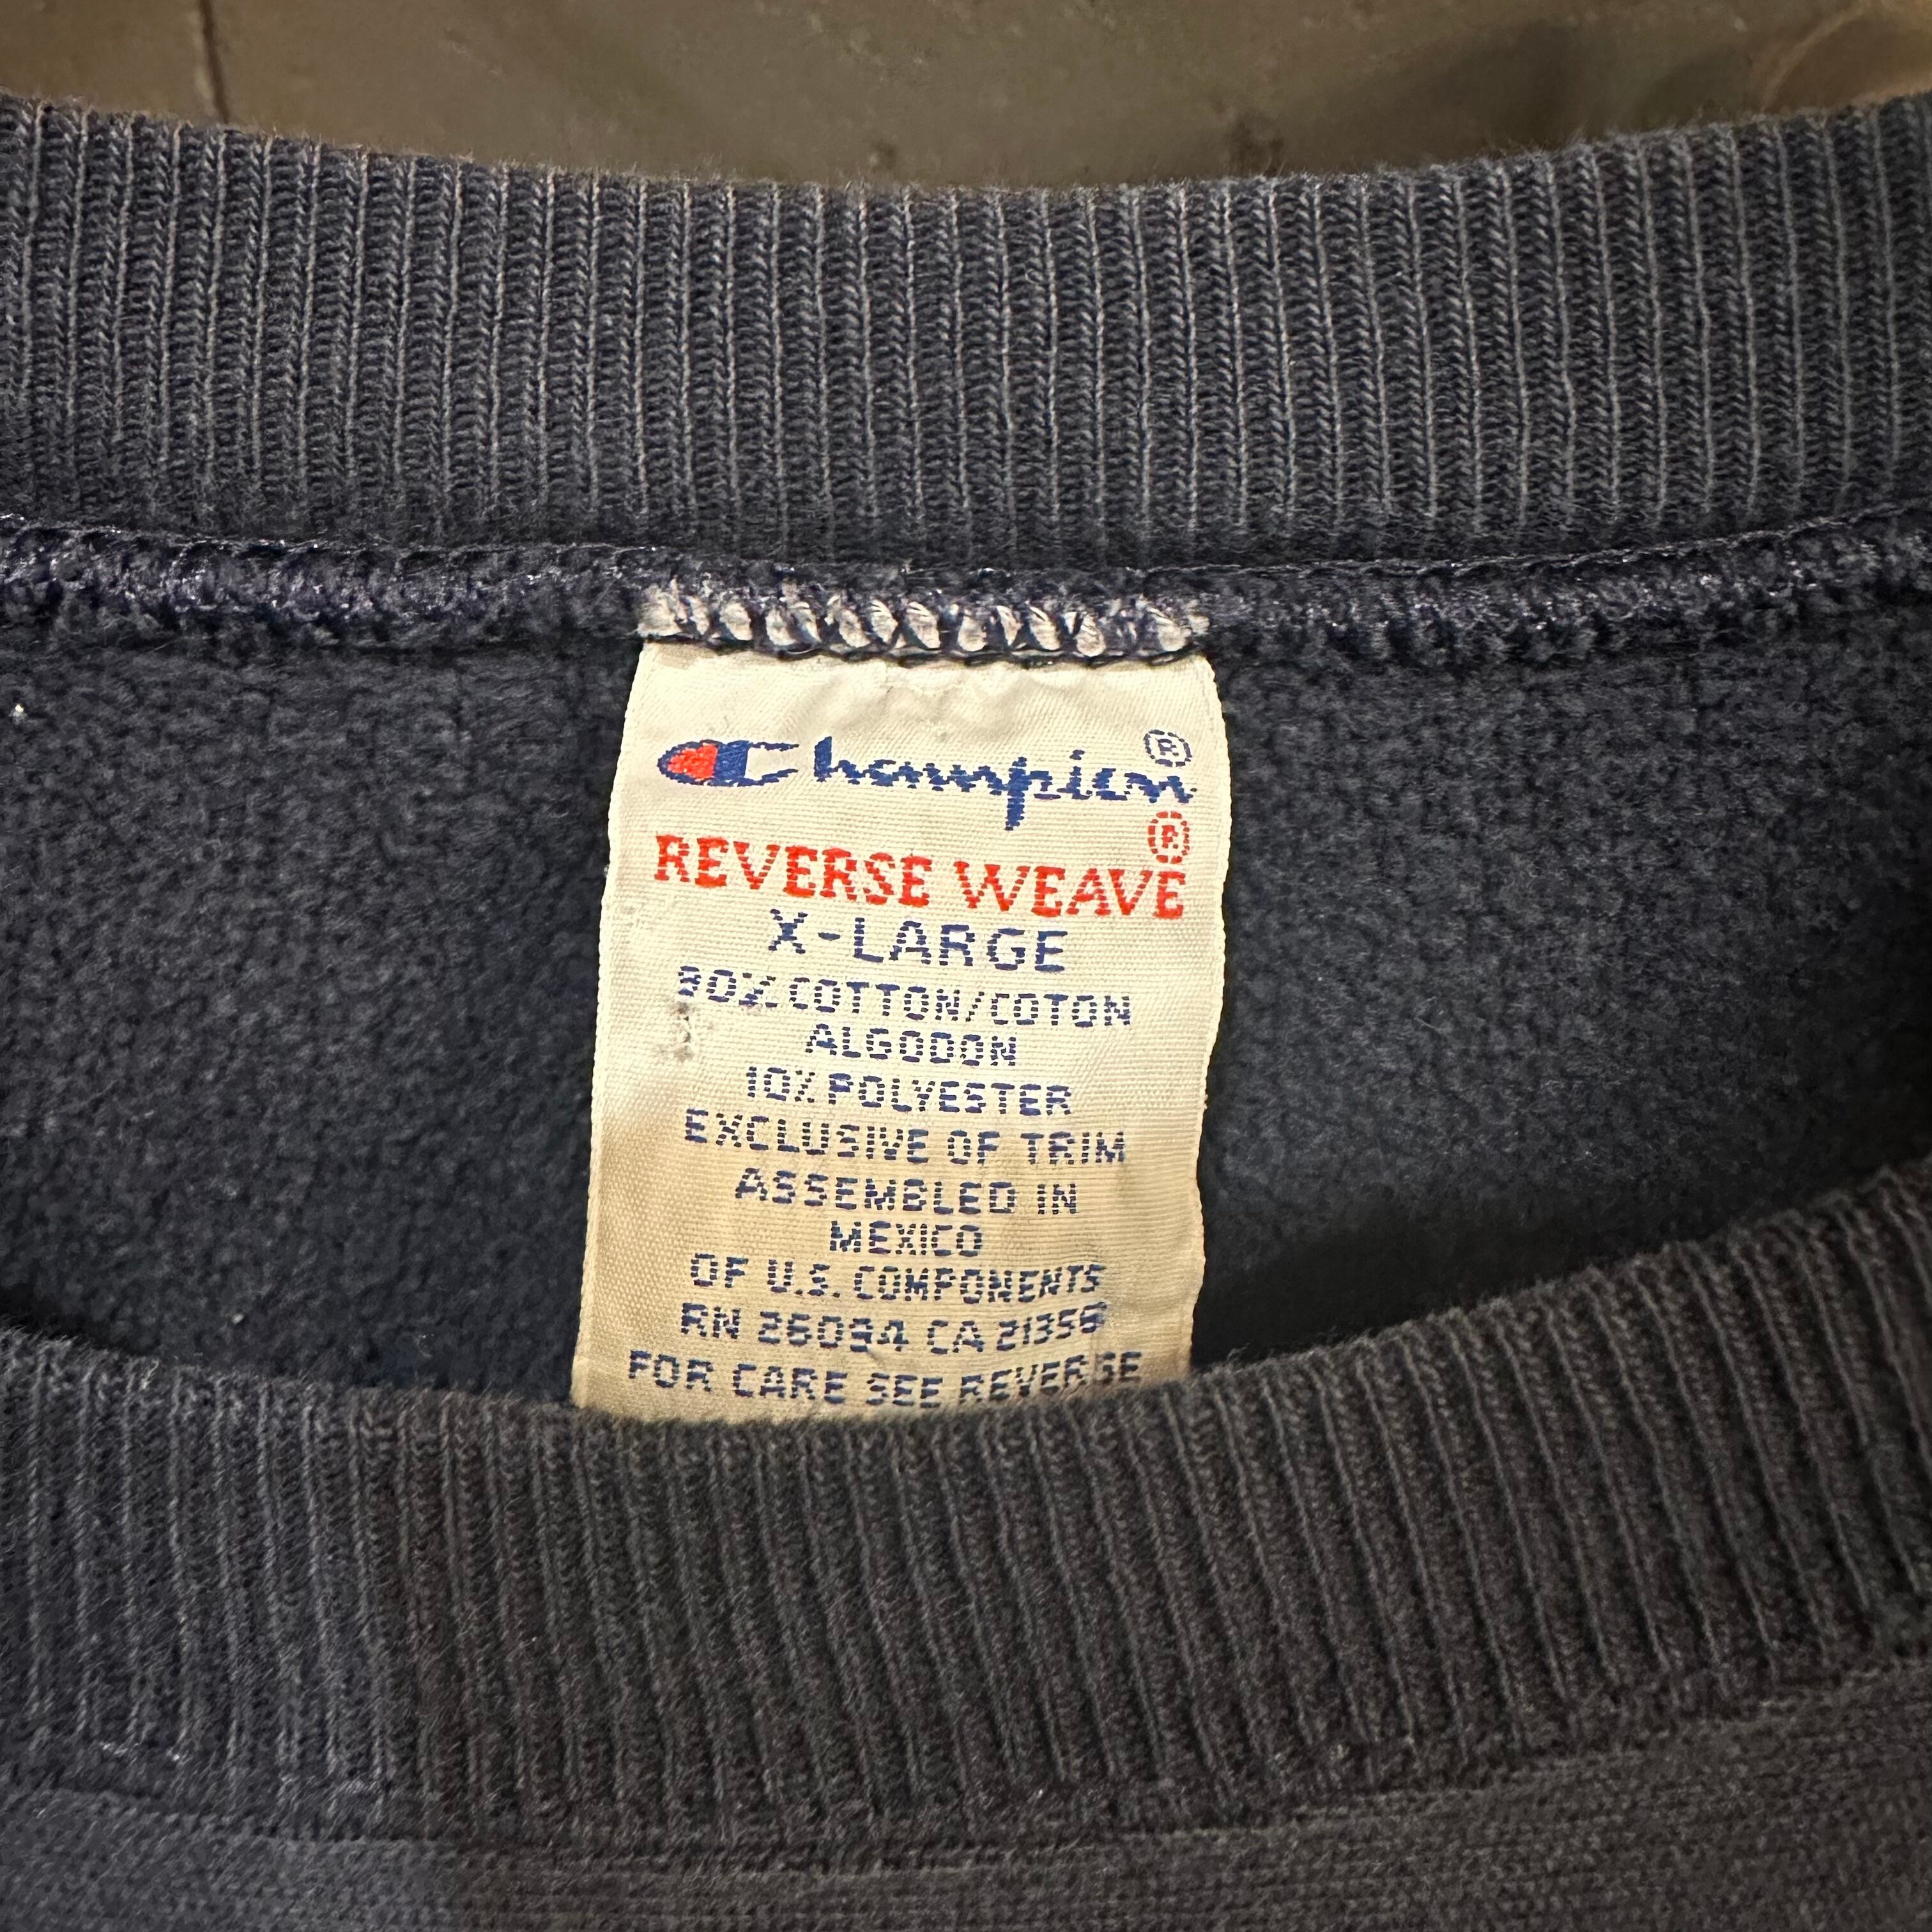 Champion®
REVERSE WEAVE®
X-LARGE
90% COTTON/COTON
ALGODON
10% POLYESTER
EXCLUSIVE OF TRIM
ASSEMBLED IN
MEXICO
OF U.S. COMPONENTS
RN 26094 CA 21356
FOR CARE SEE REVERSE